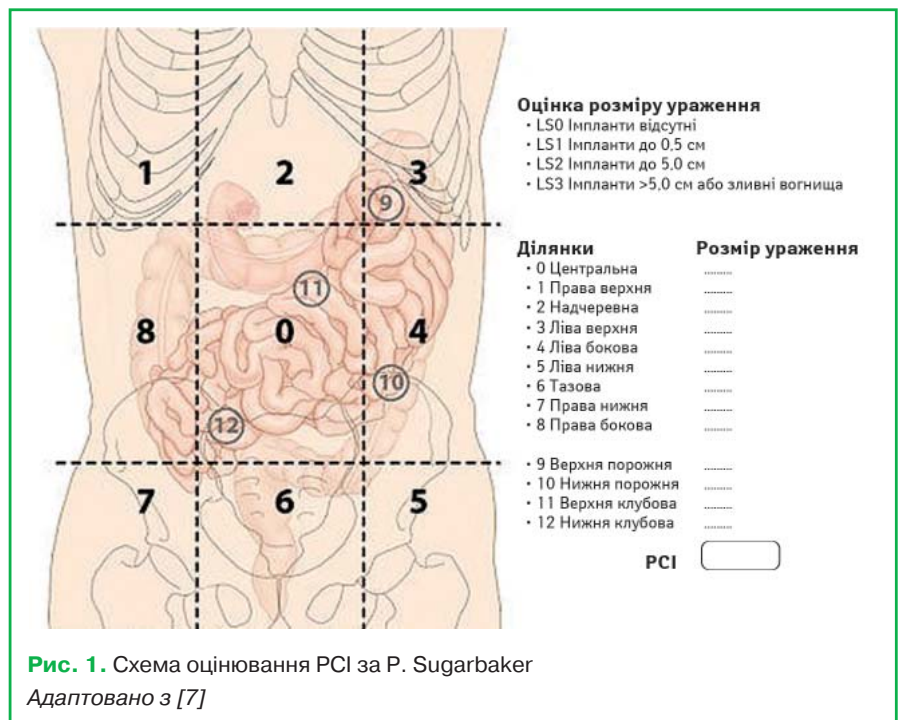 1
2
3
9
11
8
0
4
10
12
7
6
5
Оцінка розміру ураження
• LS0 Імпланти відсутні
• LS1 Імпланти до 0,5 см
• LS2 Імпланти до 5,0 см
• LS3 Імпланти >5,0 см або зливні вогнища
Ділянки Розмір ураження
• 0 Центральна ..........
• 1 Права верхня ..........
• 2 Надчеревна ..........
• 3 Ліва верхня ..........
• 4 Ліва бокова ..........
• 5 Ліва нижня ..........
• 6 Тазова ..........
• 7 Права нижня ..........
• 8 Права бокова ..........
• 9 Верхня порожня ..........
• 10 Нижня порожня ..........
• 11 Верхня клубова ..........
• 12 Нижня клубова ..........
PCI
Рис. 1. Схема оцінювання PCI за P. Sugarbaker
Адаптовано з [7]